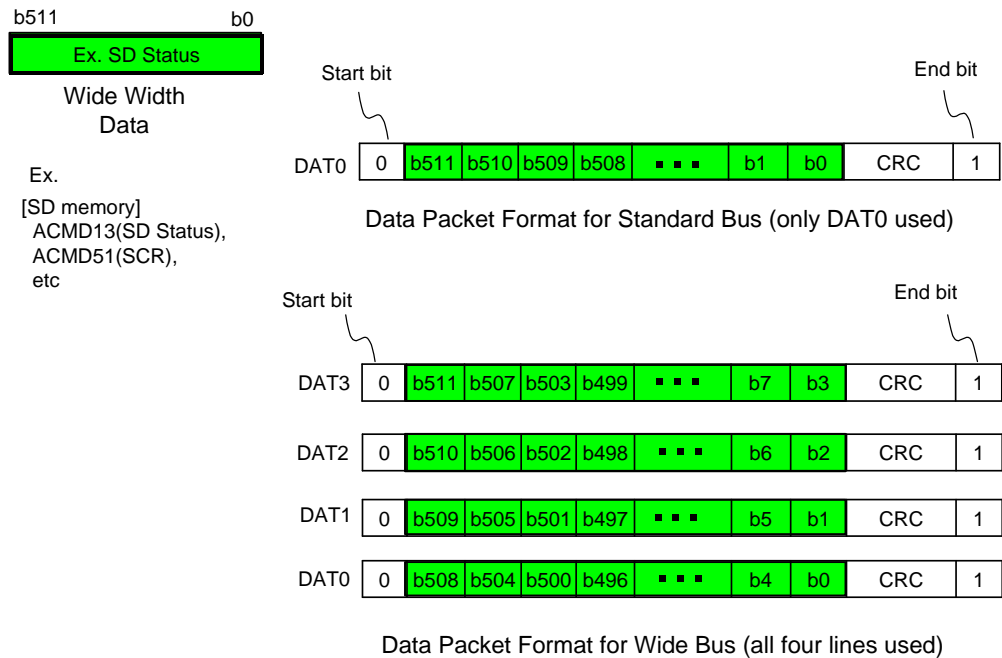 b511 b0
Ex. SD Status
Wide Width
Data
Ex.
[SD memory]
ACMD13(SD Status),
ACMD51(SCR),
etc
Start bit End bit
DAT0 0 b511 b510 b509 b508 ▪ ▪ ▪ b1 b0 CRC 1
Data Packet Format for Standard Bus (only DAT0 used)
Start bit End bit
DAT3 0 b511 b507 b503 b499 ▪ ▪ ▪ b7 b3 CRC 1
DAT2 0 b510 b506 b502 b498 ▪ ▪ ▪ b6 b2 CRC 1
DAT1 0 b509 b505 b501 b497 ▪ ▪ ▪ b5 b1 CRC 1
DAT0 0 b508 b504 b500 b496 ▪ ▪ ▪ b4 b0 CRC 1
Data Packet Format for Wide Bus (all four lines used)